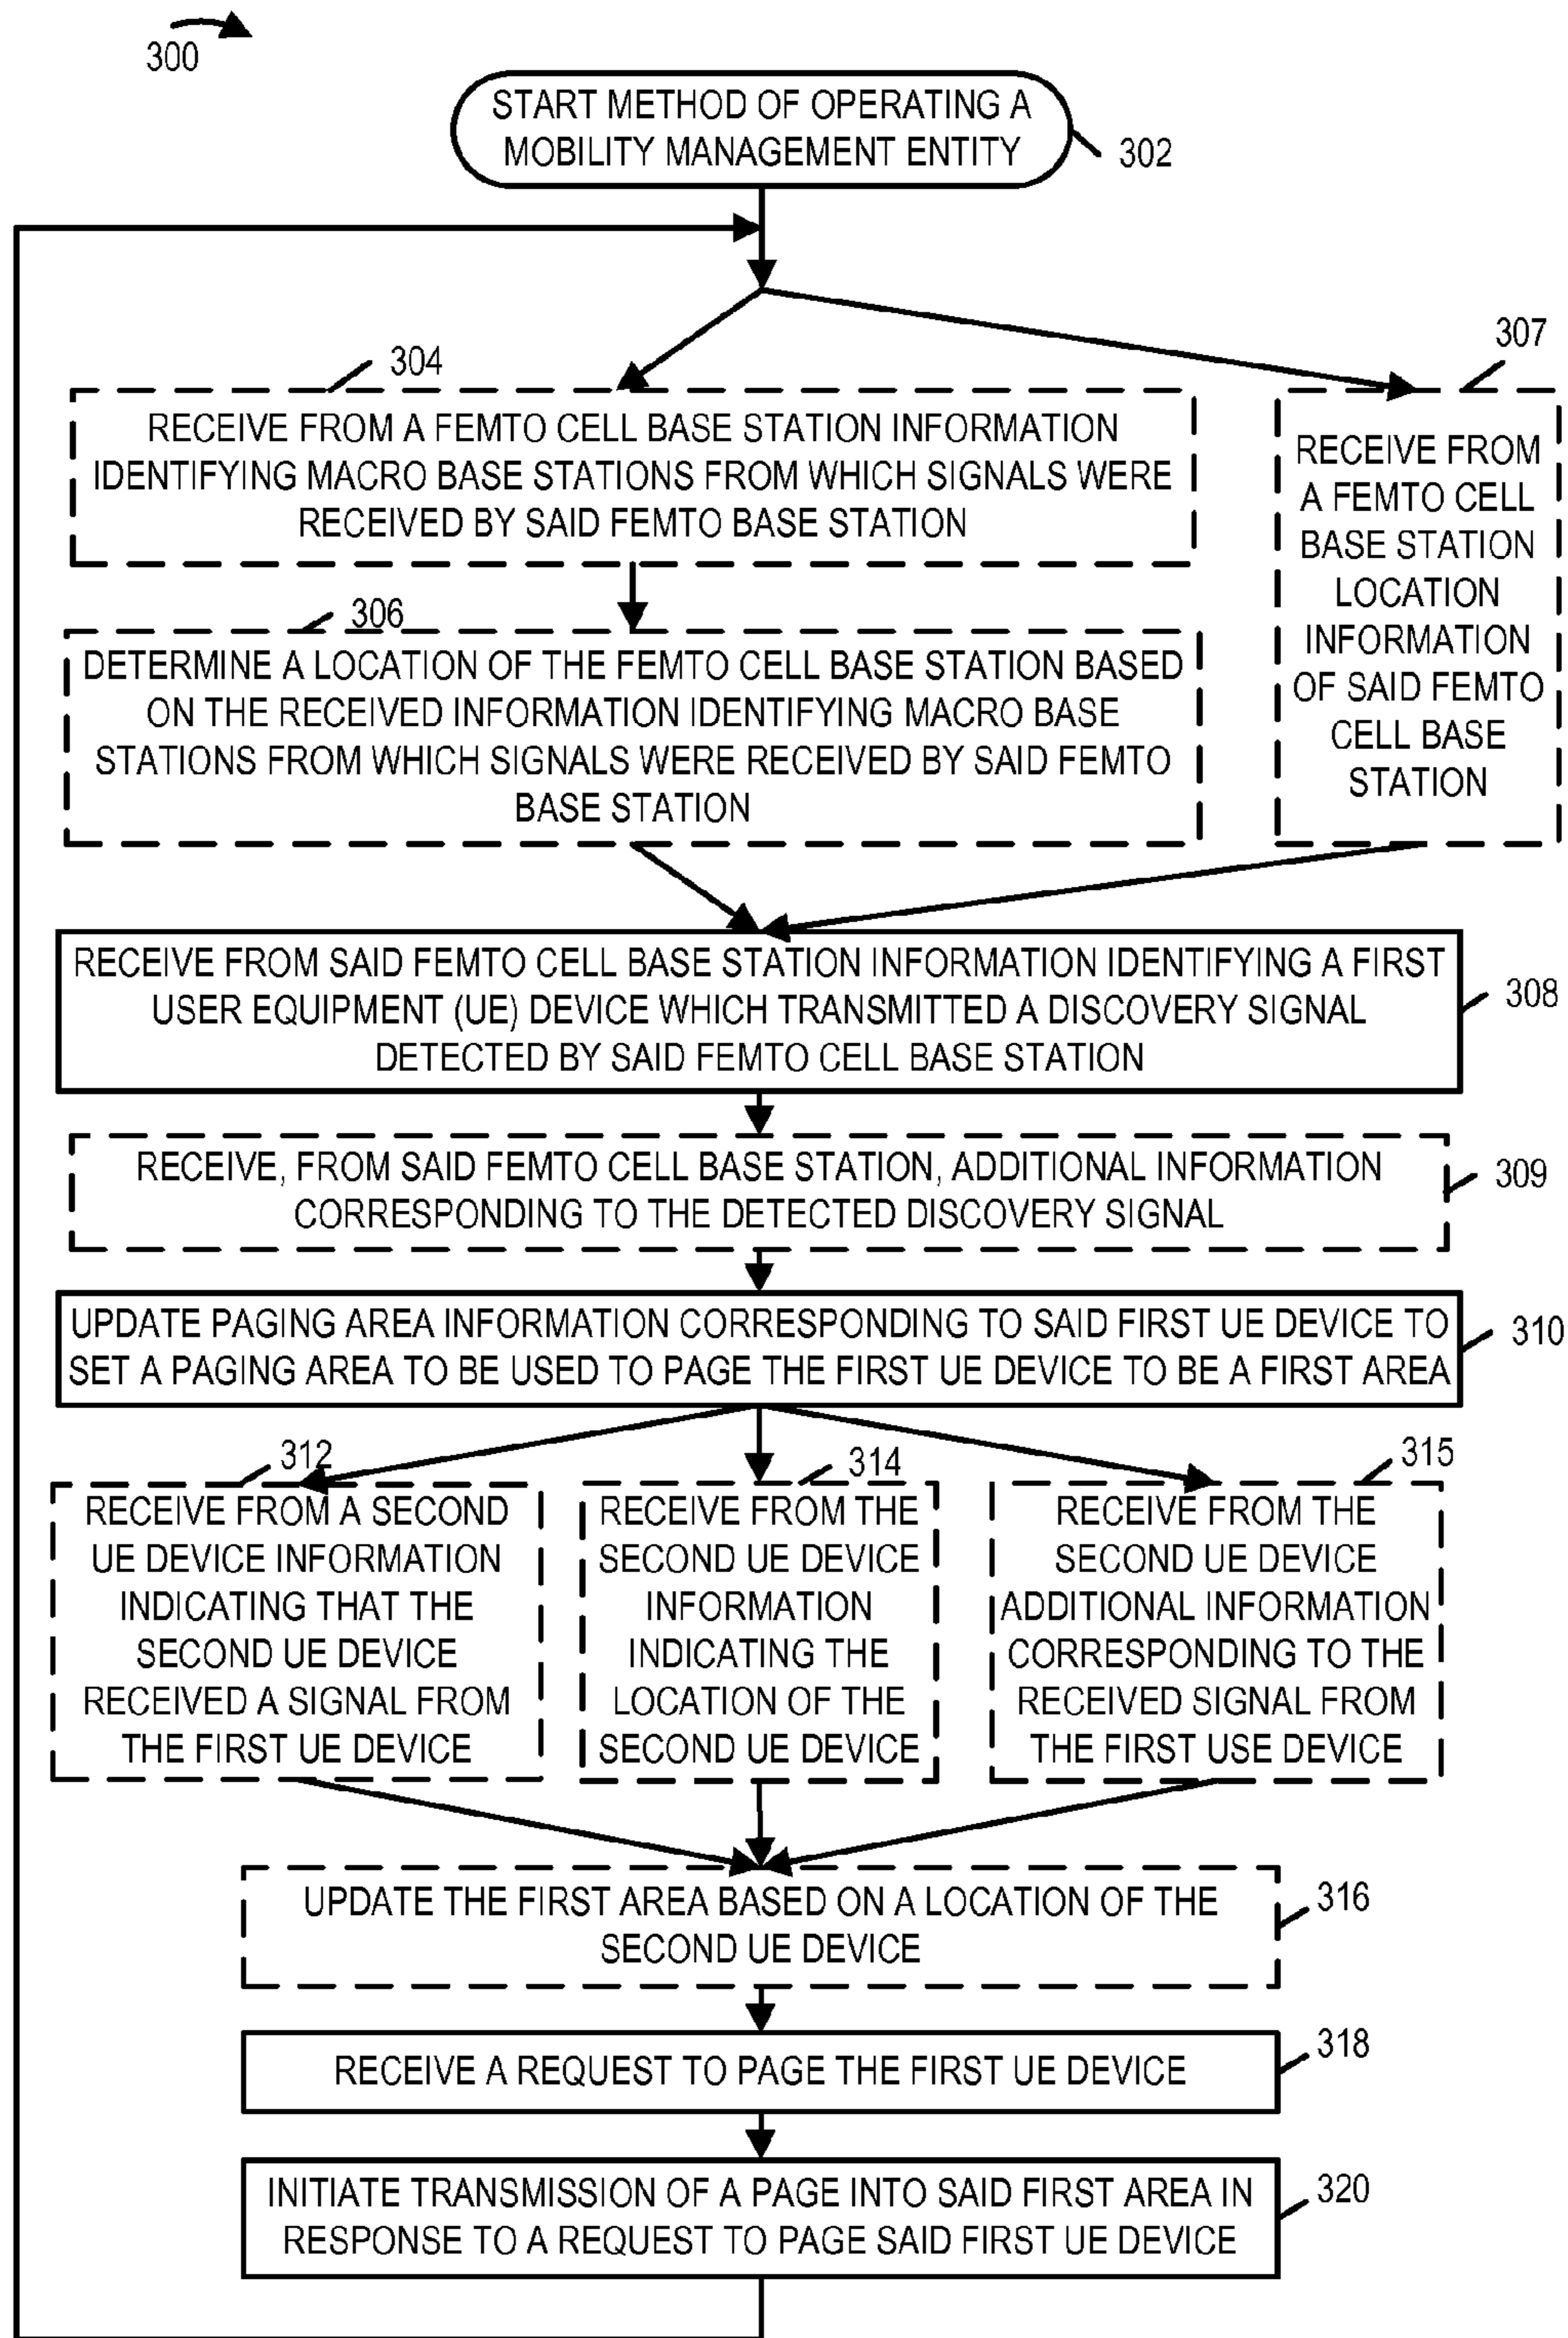 300
START METHOD OF OPERATING A
MOBILITY MANAGEMENT ENTITY
302
304
RECEIVE FROM A FEMTO CELL BASE STATION INFORMATION
IDENTIFYING MACRO BASE STATIONS FROM WHICH SIGNALS WERE
RECEIVED BY SAID FEMTO BASE STATION
306
DETERMINE A LOCATION OF THE FEMTO CELL BASE STATION BASED
ON THE RECEIVED INFORMATION IDENTIFYING MACRO BASE
STATIONS FROM WHICH SIGNALS WERE RECEIVED BY SAID FEMTO
BASE STATION
307
RECEIVE FROM
A FEMTO CELL
BASE STATION
LOCATION
INFORMATION
OF SAID FEMTO
CELL BASE
STATION
RECEIVE FROM SAID FEMTO CELL BASE STATION INFORMATION IDENTIFYING A FIRST
USER EQUIPMENT (UE) DEVICE WHICH TRANSMITTED A DISCOVERY SIGNAL
DETECTED BY SAID FEMTO CELL BASE STATION
308
RECEIVE, FROM SAID FEMTO CELL BASE STATION, ADDITIONAL INFORMATION
CORRESPONDING TO THE DETECTED DISCOVERY SIGNAL
309
UPDATE PAGING AREA INFORMATION CORRESPONDING TO SAID FIRST UE DEVICE TO
SET A PAGING AREA TO BE USED TO PAGE THE FIRST UE DEVICE TO BE A FIRST AREA
310
312
RECEIVE FROM A SECOND
UE DEVICE INFORMATION
INDICATING THAT THE
SECOND UE DEVICE
RECEIVED A SIGNAL FROM
THE FIRST UE DEVICE
314
RECEIVE FROM THE
SECOND UE DEVICE
INFORMATION
INDICATING THE
LOCATION OF THE
SECOND UE DEVICE
315
RECEIVE FROM THE
SECOND UE DEVICE
ADDITIONAL INFORMATION
CORRESPONDING TO THE
RECEIVED SIGNAL FROM
THE FIRST USE DEVICE
UPDATE THE FIRST AREA BASED ON A LOCATION OF THE
SECOND UE DEVICE
316
RECEIVE A REQUEST TO PAGE THE FIRST UE DEVICE
318
INITIATE TRANSMISSION OF A PAGE INTO SAID FIRST AREA IN
RESPONSE TO A REQUEST TO PAGE SAID FIRST UE DEVICE
320